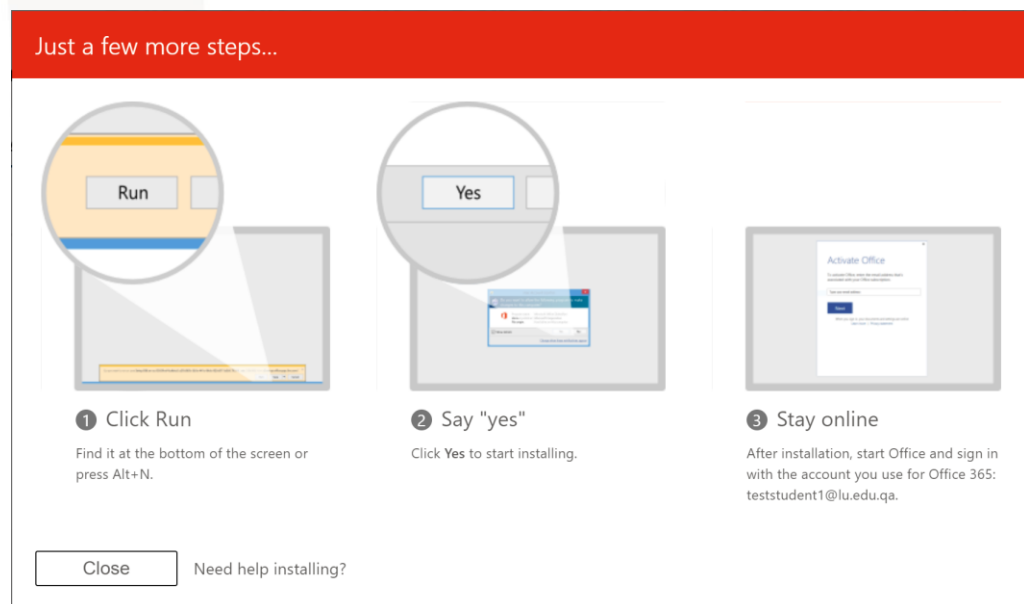 Just a few more steps...
Run
Yes
Activate Office
1 Click Run
Find it at the bottom of the screen or
press Alt+N.
2 Say "yes"
Click Yes to start installing.
3 Stay online
After installation, start Office and sign in
with the account you use for Office 365:
teststudent1@lu.edu.qa.
Close
Need help installing?